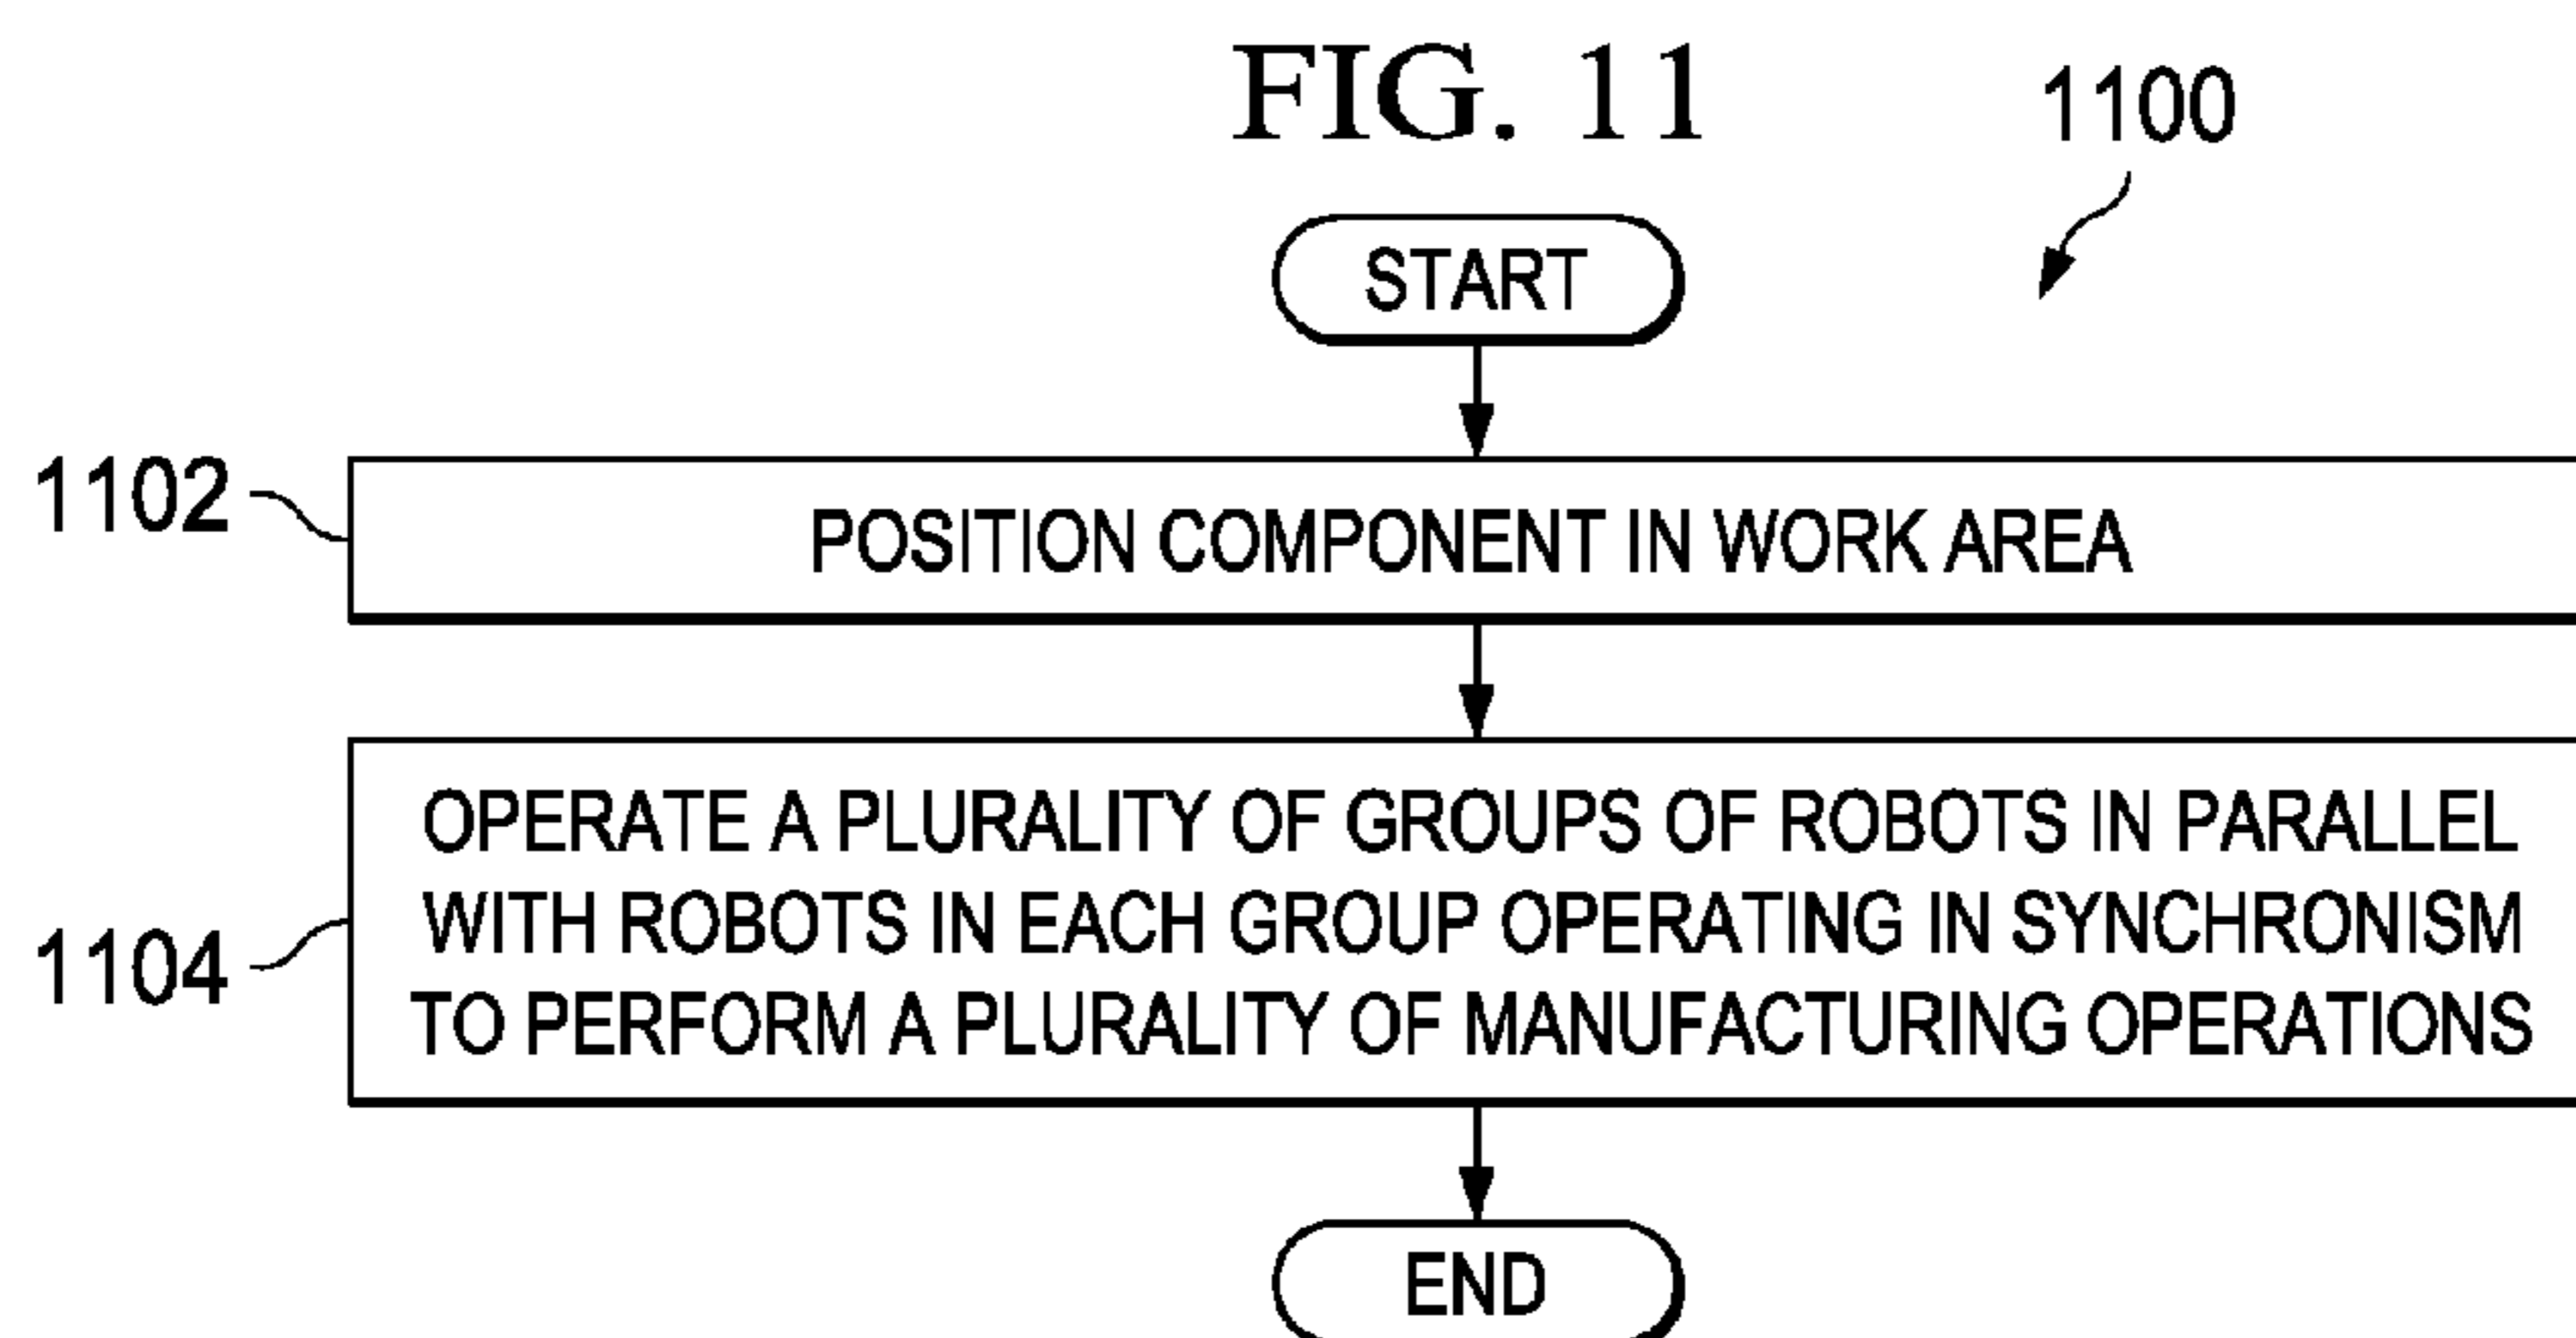 FIG. 11
1100
START
1102
POSITION COMPONENT IN WORK AREA
OPERATE A PLURALITY OF GROUPS OF ROBOTS IN PARALLEL
WITH ROBOTS IN EACH GROUP OPERATING IN SYNCHRONISM
TO PERFORM A PLURALITY OF MANUFACTURING OPERATIONS
1104
END